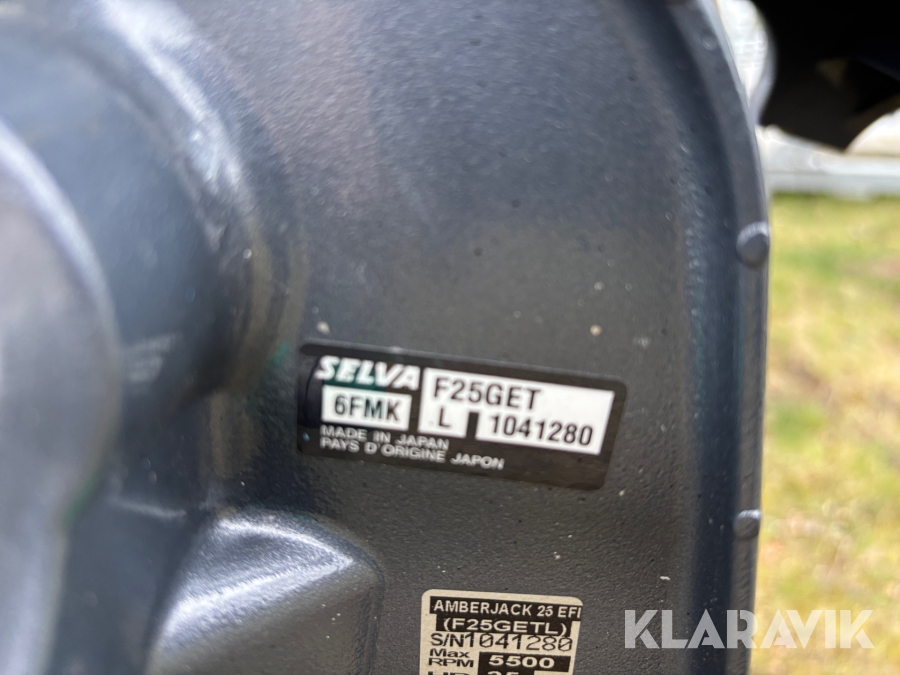 SELVA
F25GET
6FMK
L 1041280
MADE IN JAPAN
PAYS D'ORIGINE JAPON
AMBERJACK 25 EFI
(F25GETL)
S/N1041280
Max
RPM 5500
KLARAVIK